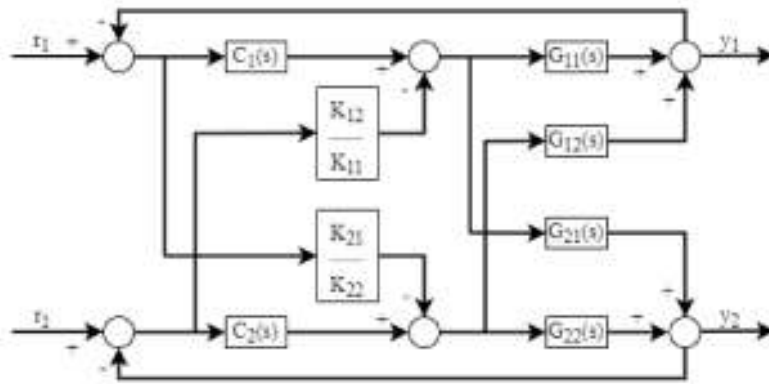 -
r₁ + C₁(s) + G₁₁(s) + y₁
-
K₁₂
K₁₁
+
G₁₂(s)
K₂₁
K₂₂
G₂₁(s)
-
+
r₂ + C₂(s) + G₂₂(s) + y₂
-